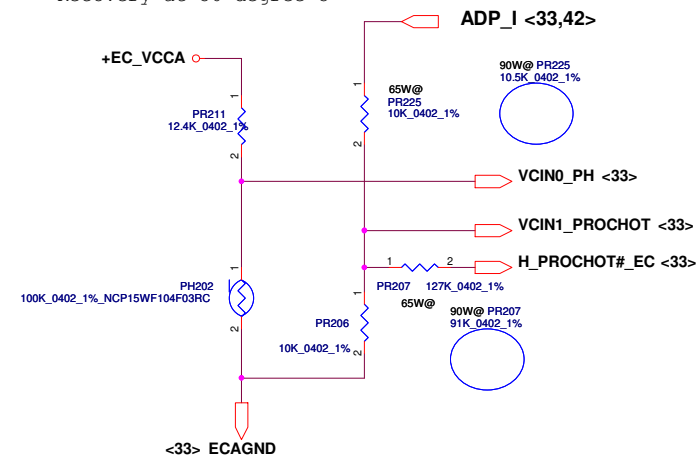 ADP_I <33,42>
+EC_VCCA
90W@ PR225
10.5K_0402_1%
1
1
65W@
PR225
10K_0402_1%
PR211
12.4K_0402_1%
2
2
VCIN0_PH <33>
VCIN1_PROCHOT <33>
1
2
H_PROCHOT#_EC <33>
1
PH202
100K_0402_1%_NCP15WF104F03RC
PR207
127K_0402_1%
65W@
1
2
PR206
10K_0402_1%
2
90W@ PR207
91K_0402_1%
<33> ECAGND